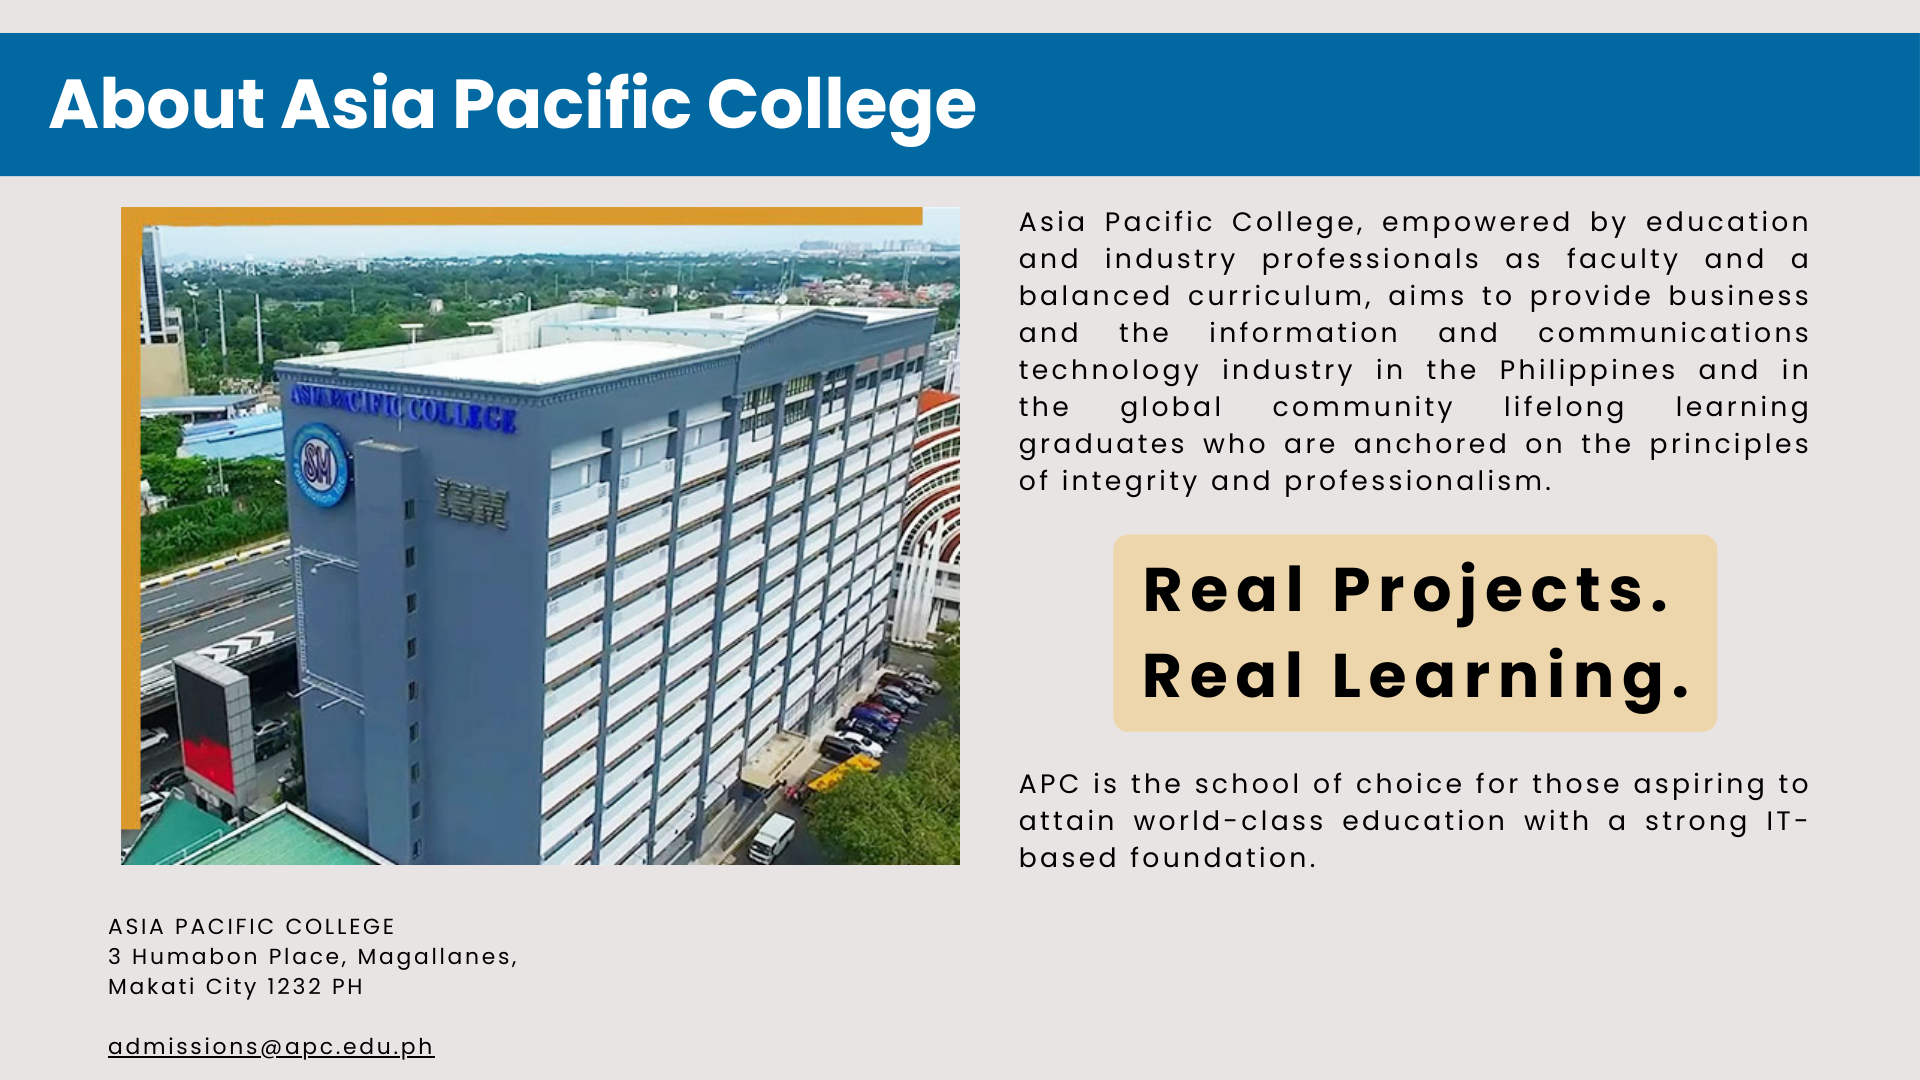 About Asia Pacific College
ASIA PACIFIC COLLEGE
SM
Foundation, Inc
IBM
Asia Pacific College, empowered by education
and industry professionals as faculty and a
balanced curriculum, aims to provide business
and the information and communications
technology industry in the Philippines and in
the global community lifelong learning
graduates who are anchored on the principles
of integrity and professionalism.
Real Projects.
Real Learning.
APC is the school of choice for those aspiring to
attain world-class education with a strong IT-
based foundation.
ASIA PACIFIC COLLEGE
3 Humabon Place, Magallanes,
Makati City 1232 PH
admissions@apc.edu.ph